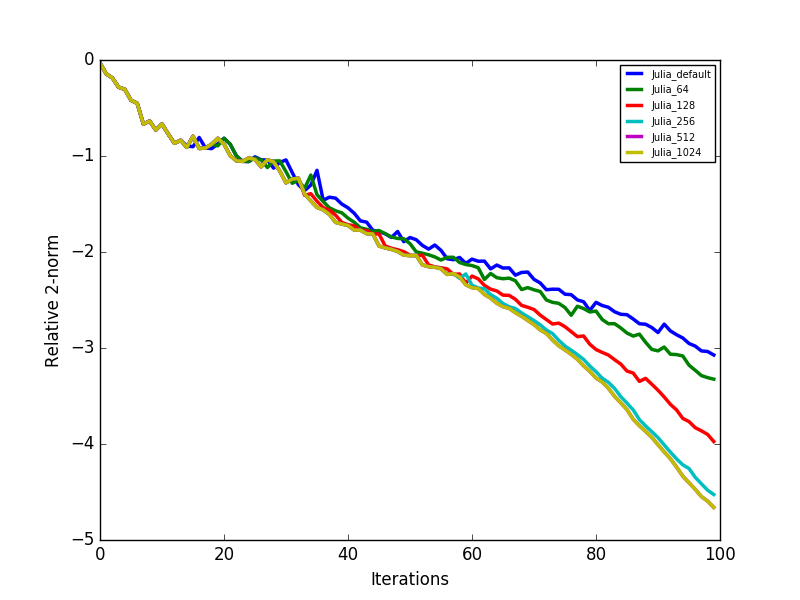 0
−1
−2
−3
−4
−5
Relative 2-norm
0
20
40
60
80
100
Iterations
Julia_default
Julia_64
Julia_128
Julia_256
Julia_512
Julia_1024